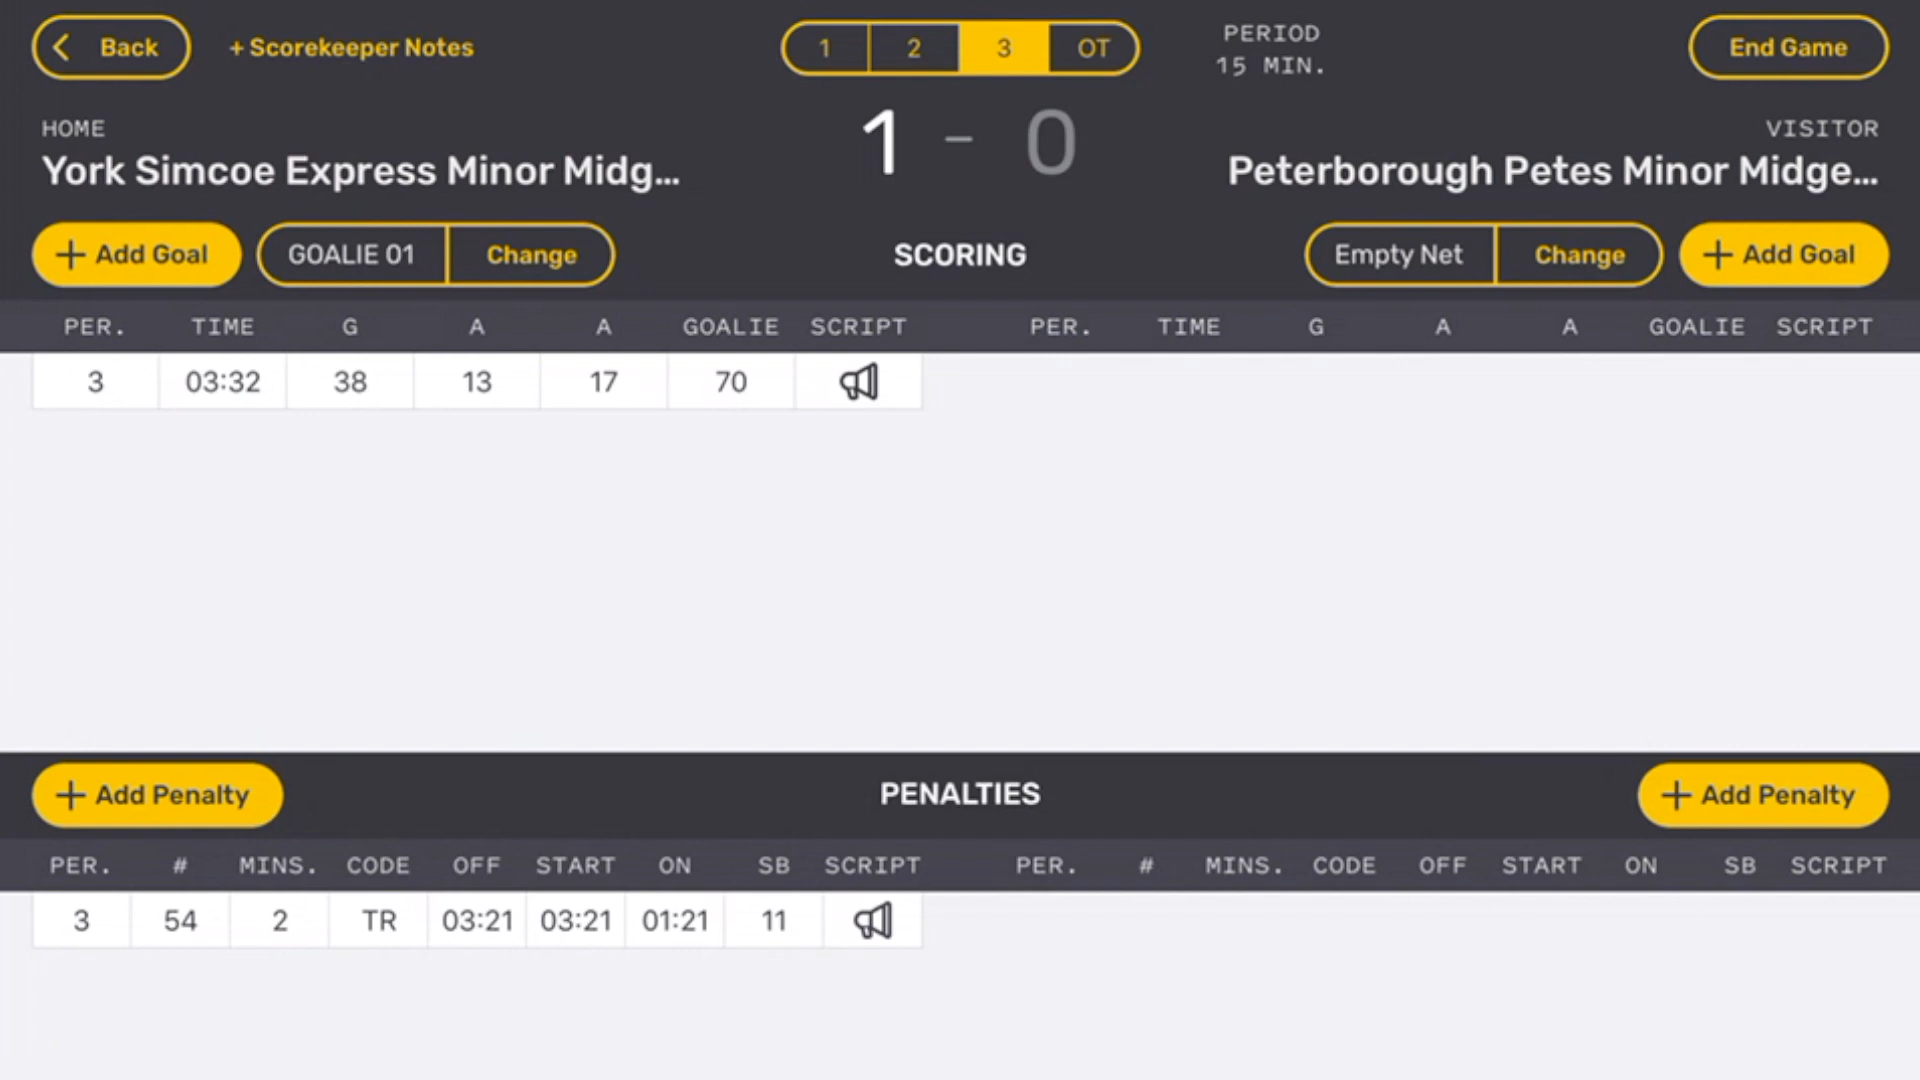 Back
+ Scorekeeper Notes
1 2 3 OT
PERIOD
15 MIN.
End Game
HOME
York Simcoe Express Minor Midg...
1 - 0
VISITOR
Peterborough Petes Minor Midge...
+ Add Goal
GOALIE 01
Change
SCORING
Empty Net
Change
+ Add Goal
PER. TIME G A A GOALIE SCRIPT
PER. TIME G A A GOALIE SCRIPT
3 03:32 38 13 17 70
+ Add Penalty
PENALTIES
+ Add Penalty
PER. # MINS. CODE OFF START ON SB SCRIPT
PER. # MINS. CODE OFF START ON SB SCRIPT
3 54 2 TR 03:21 03:21 01:21 11